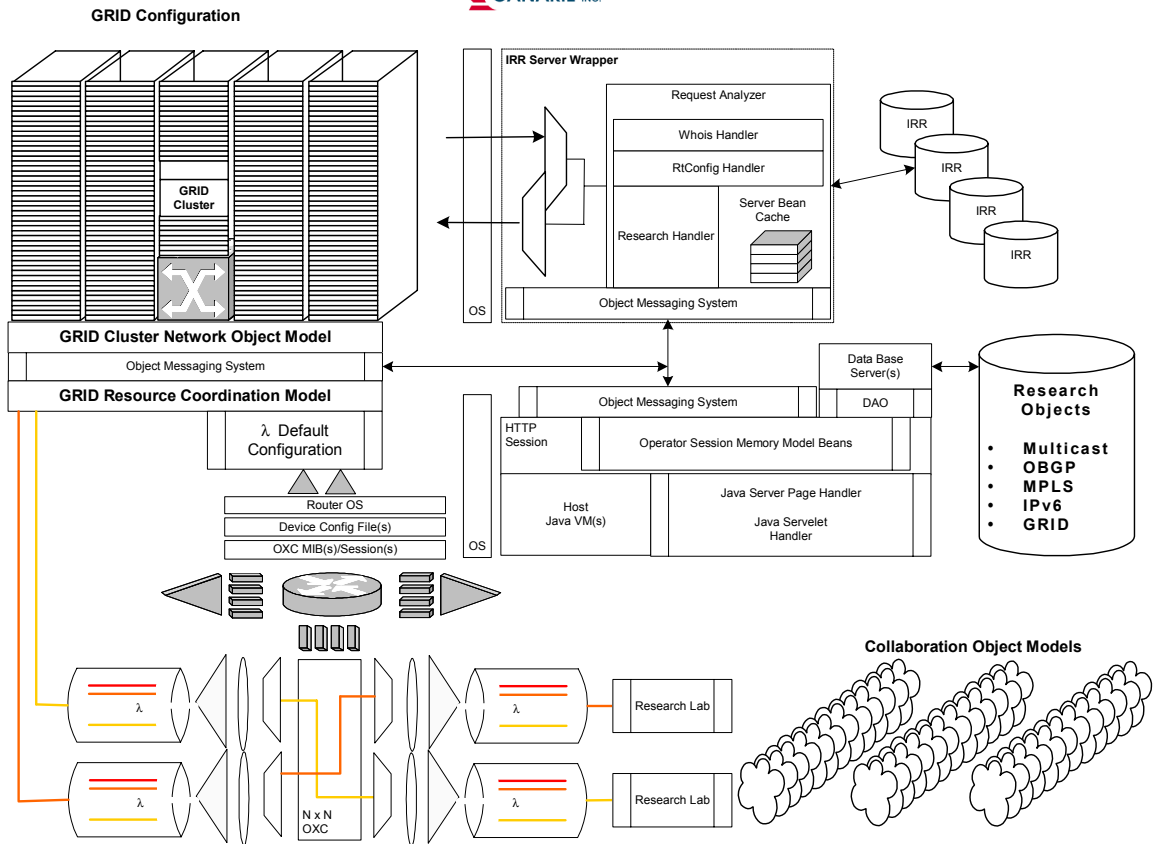 GRID Configuration
IRR Server Wrapper
Request Analyzer
Whois Handler
RtConfig Handler
Research Handler
Server Bean
Cache
Object Messaging System
OS
IRR
IRR
IRR
IRR
GRID
Cluster
GRID Cluster Network Object Model
Object Messaging System
GRID Resource Coordination Model
λ Default
Configuration
Router OS
Device Config File(s)
OXC MIB(s)/Session(s)
OS
Data Base
Server(s)
DAO
Object Messaging System
HTTP
Session
Operator Session Memory Model Beans
Host
Java VM(s)
Java Server Page Handler
Java Servelet
Handler
Research
Objects
• Multicast
• OBGP
• MPLS
• IPv6
• GRID
Collaboration Object Models
λ
λ
Research Lab
λ
N x N
OXC
λ
Research Lab